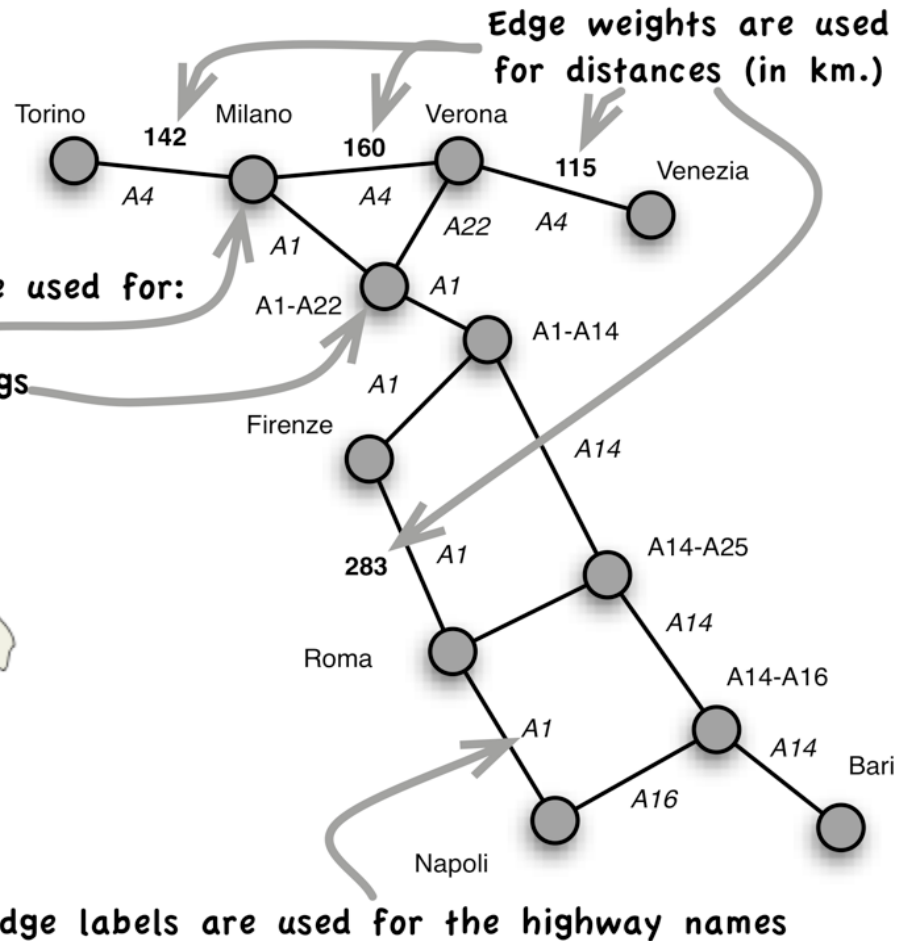 Edge weights are used
for distances (in km.)
Torino
Milano
Verona
142
160
115
Venezia
A4
A4
A4
A22
A1
used for:
A1-A22
A1
A1-A14
A1
Firenze
A14
283
A1
A14-A25
A14
Roma
A14-A16
A1
A14
Bari
A16
Napoli
labels are used for the highway names